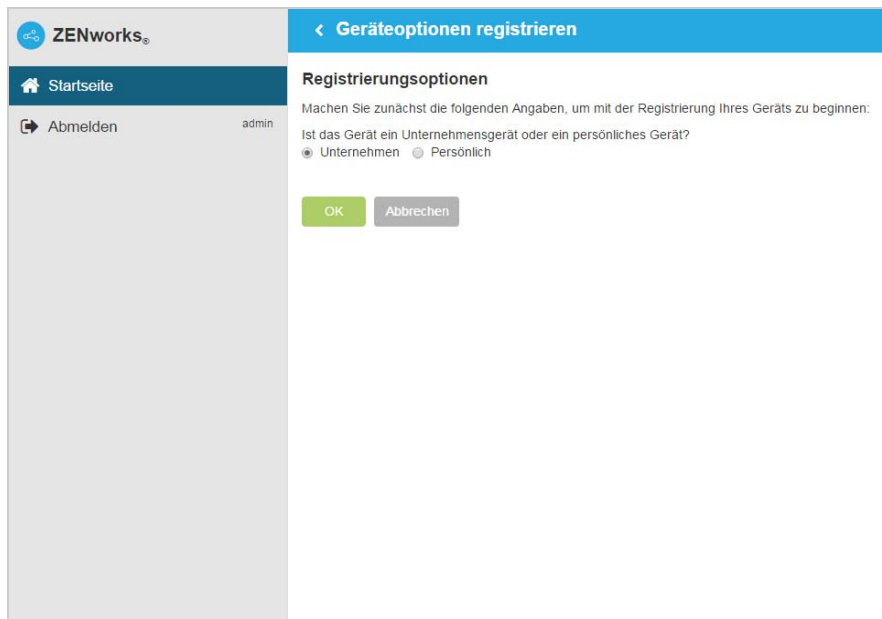 ZENworks®
Startseite
Abmelden admin
Geräteoptionen registrieren
Registrierungsoptionen
Machen Sie zunächst die folgenden Angaben, um mit der Registrierung Ihres Geräts zu beginnen:
Ist das Gerät ein Unternehmensgerät oder ein persönliches Gerät?
Unternehmen Persönlich
OK Abbrechen